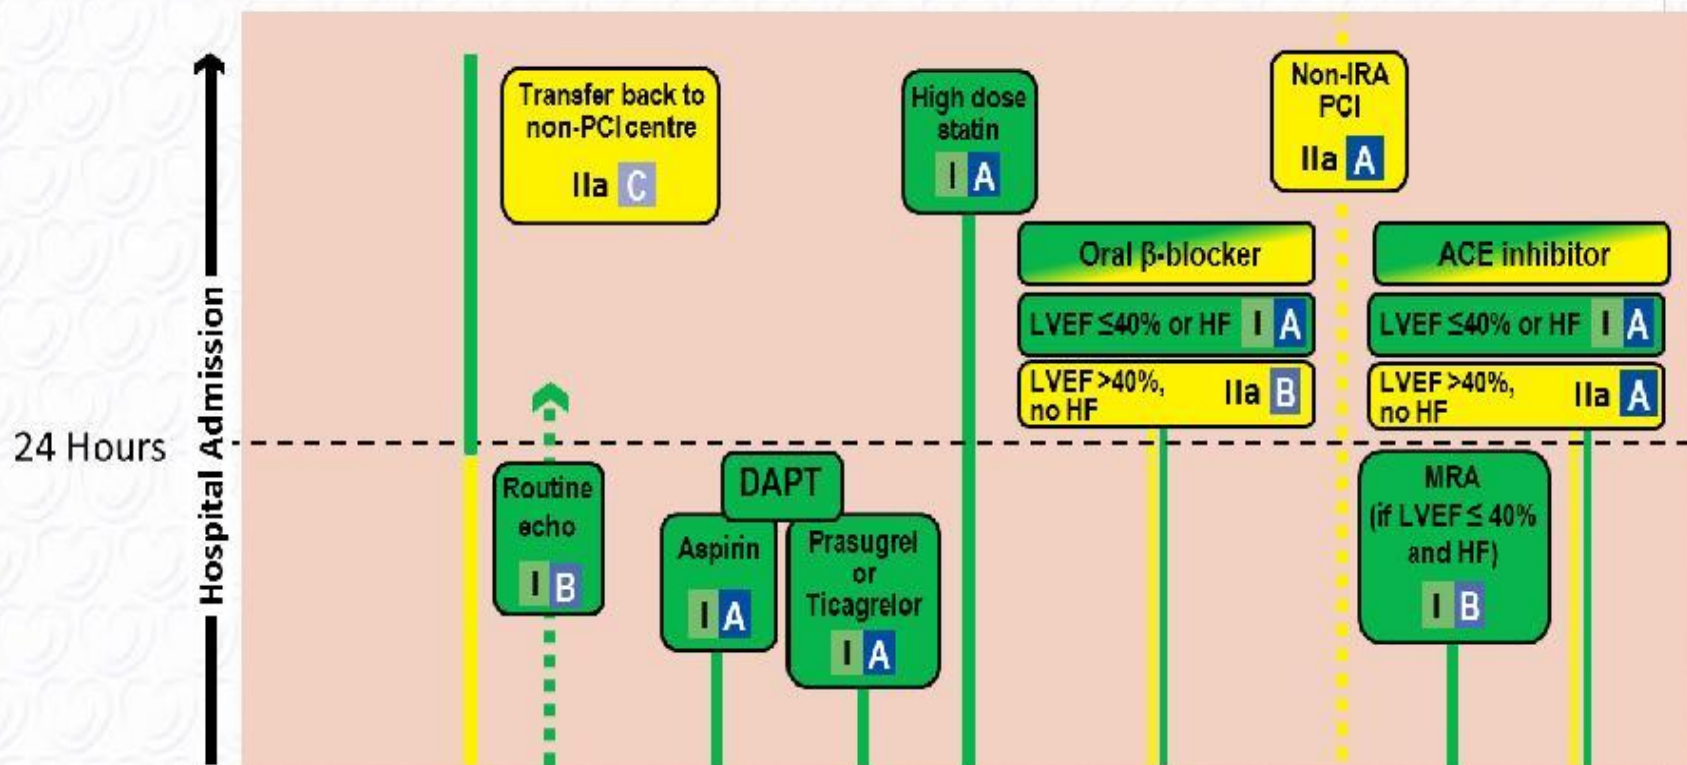 Hospital Admission
24 Hours
Transfer back to
non-PCI centre
IIa C
High dose
statin
I A
Non-IRA
PCI
IIa A
Oral β-blocker
LVEF ≤40% or HF I A
LVEF >40%,
no HF IIa B
ACE inhibitor
LVEF ≤40% or HF I A
LVEF >40%,
no HF IIa A
Routine
echo
I B
DAPT
Aspirin
I A
Prasugrel
or
Ticagrelor
I A
MRA
(if LVEF ≤ 40%
and HF)
I B